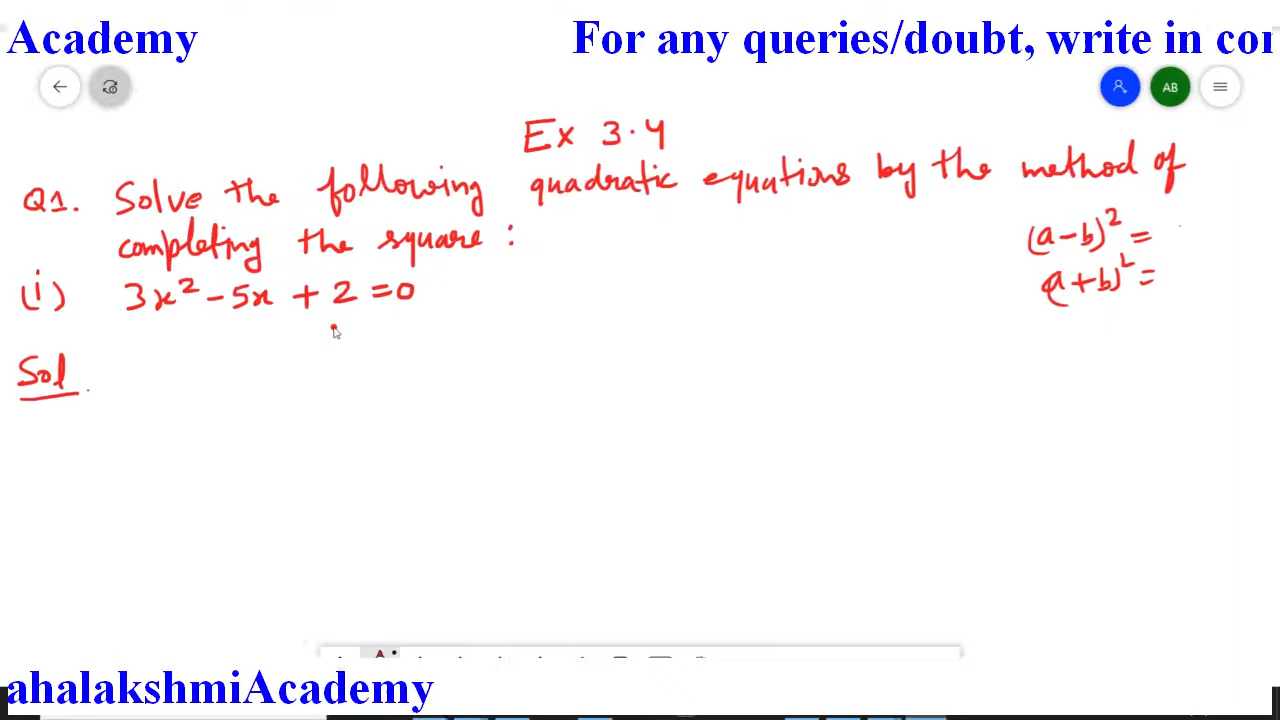 Academy For any queries/doubt, write in
AB
Ex 3.4
Q1. Solve the following quadratic equations by the method of
completing the square :
(a-b)² =
(a+b)² =
(i) 3x² - 5x + 2 = 0
Sol
ahalakshmiAcademy